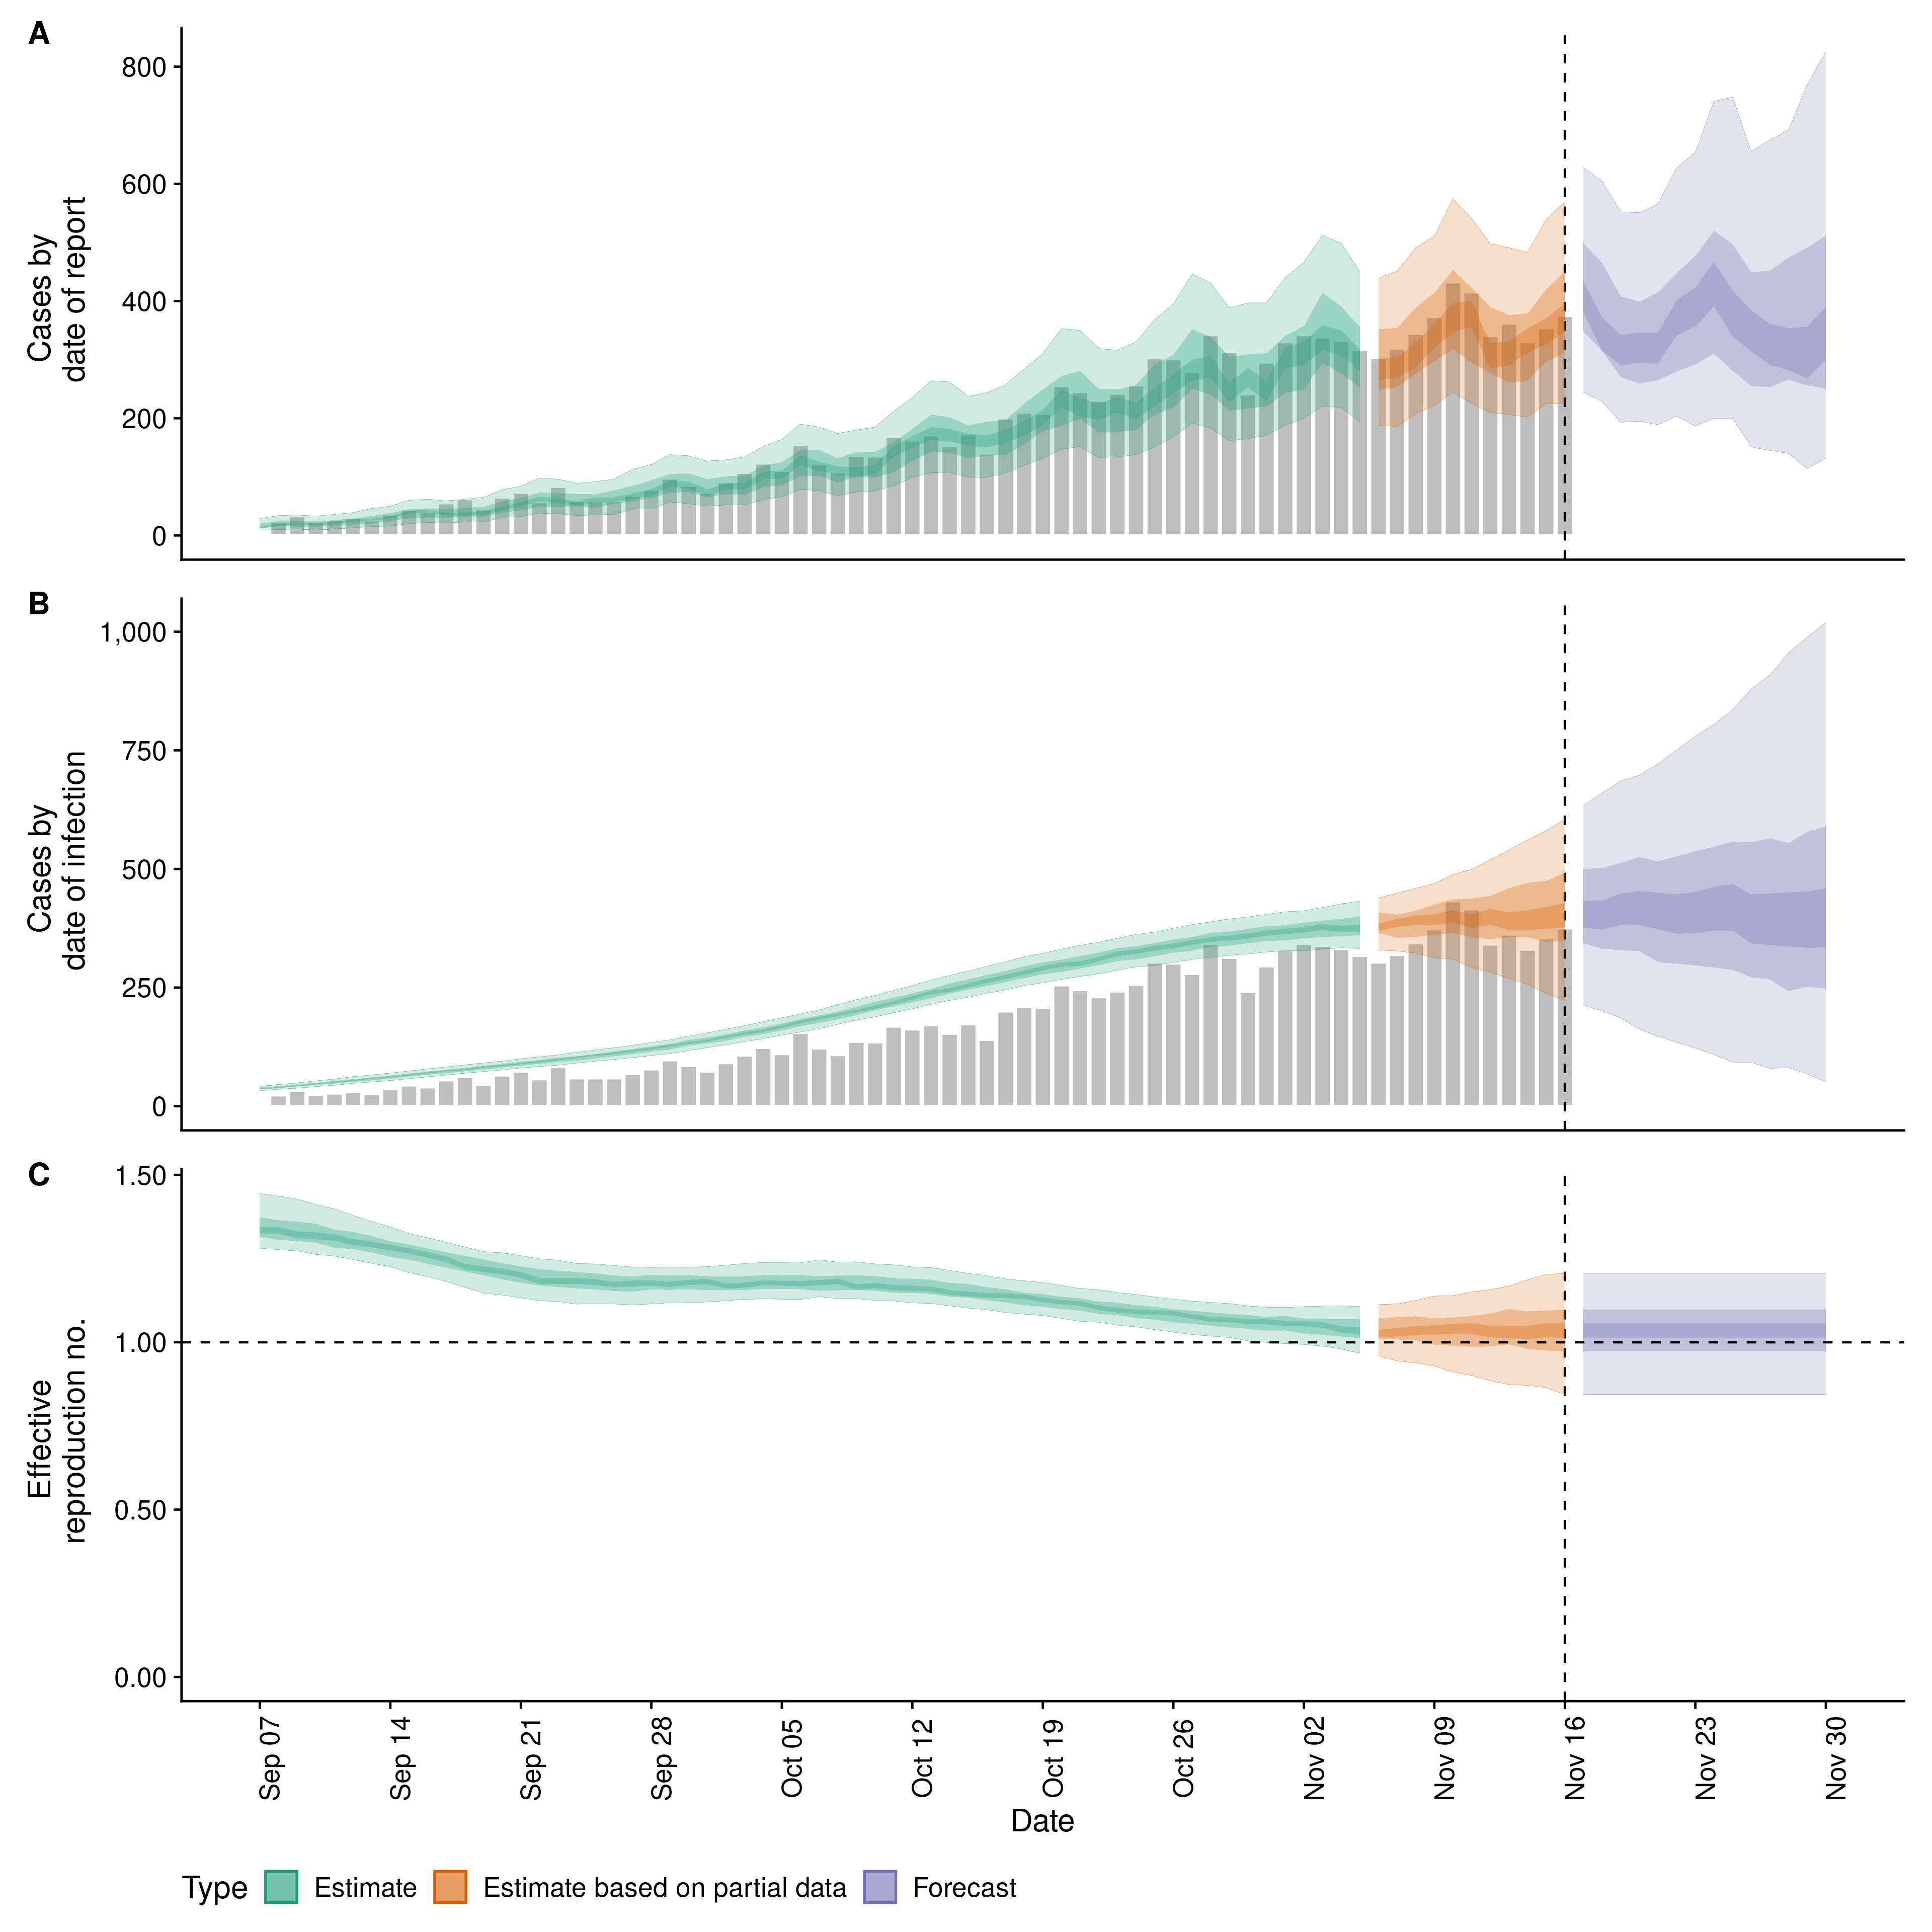 A
Cases by
date of report
800
600
400
200
0
B
Cases by
date of infection
1,000
750
500
250
0
C
Effective
reproduction no.
1.50
1.00
0.50
0.00
Sep 07
Sep 14
Sep 21
Sep 28
Oct 05
Oct 12
Oct 19
Oct 26
Nov 02
Nov 09
Nov 16
Nov 23
Nov 30
Date
Type Estimate Estimate based on partial data Forecast